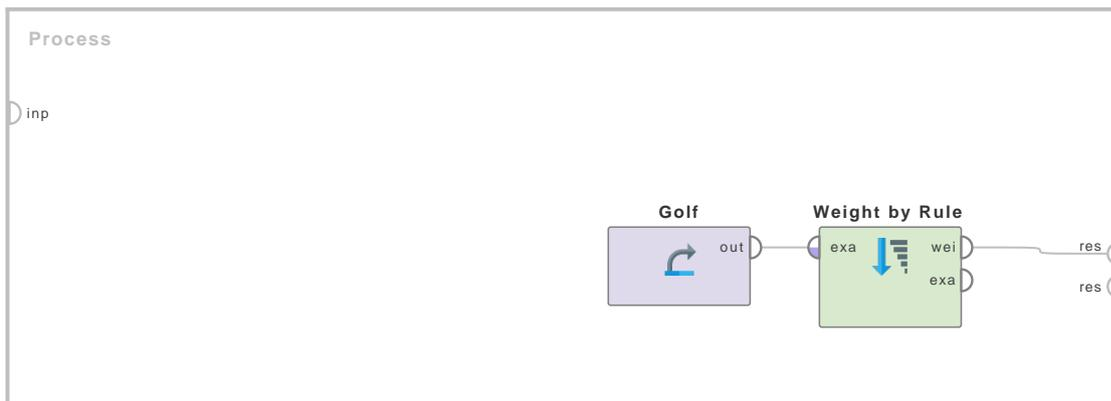 Process
inp
Golf
Weight by Rule
out
exa
wei
exa
res
res